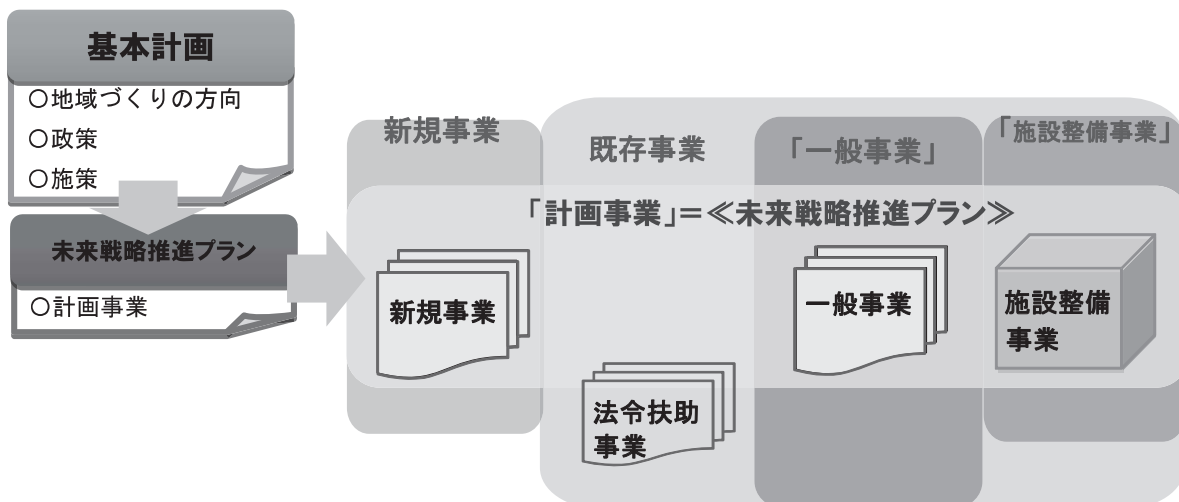 基本計画
○地域づくりの方向
○政策
○施策
未来戦略推進プラン
○計画事業
新規事業
既存事業
「一般事業」
「施設整備事業」
「計画事業」=≪未来戦略推進プラン≫
新規事業
一般事業
施設整備
事業
法令扶助
事業